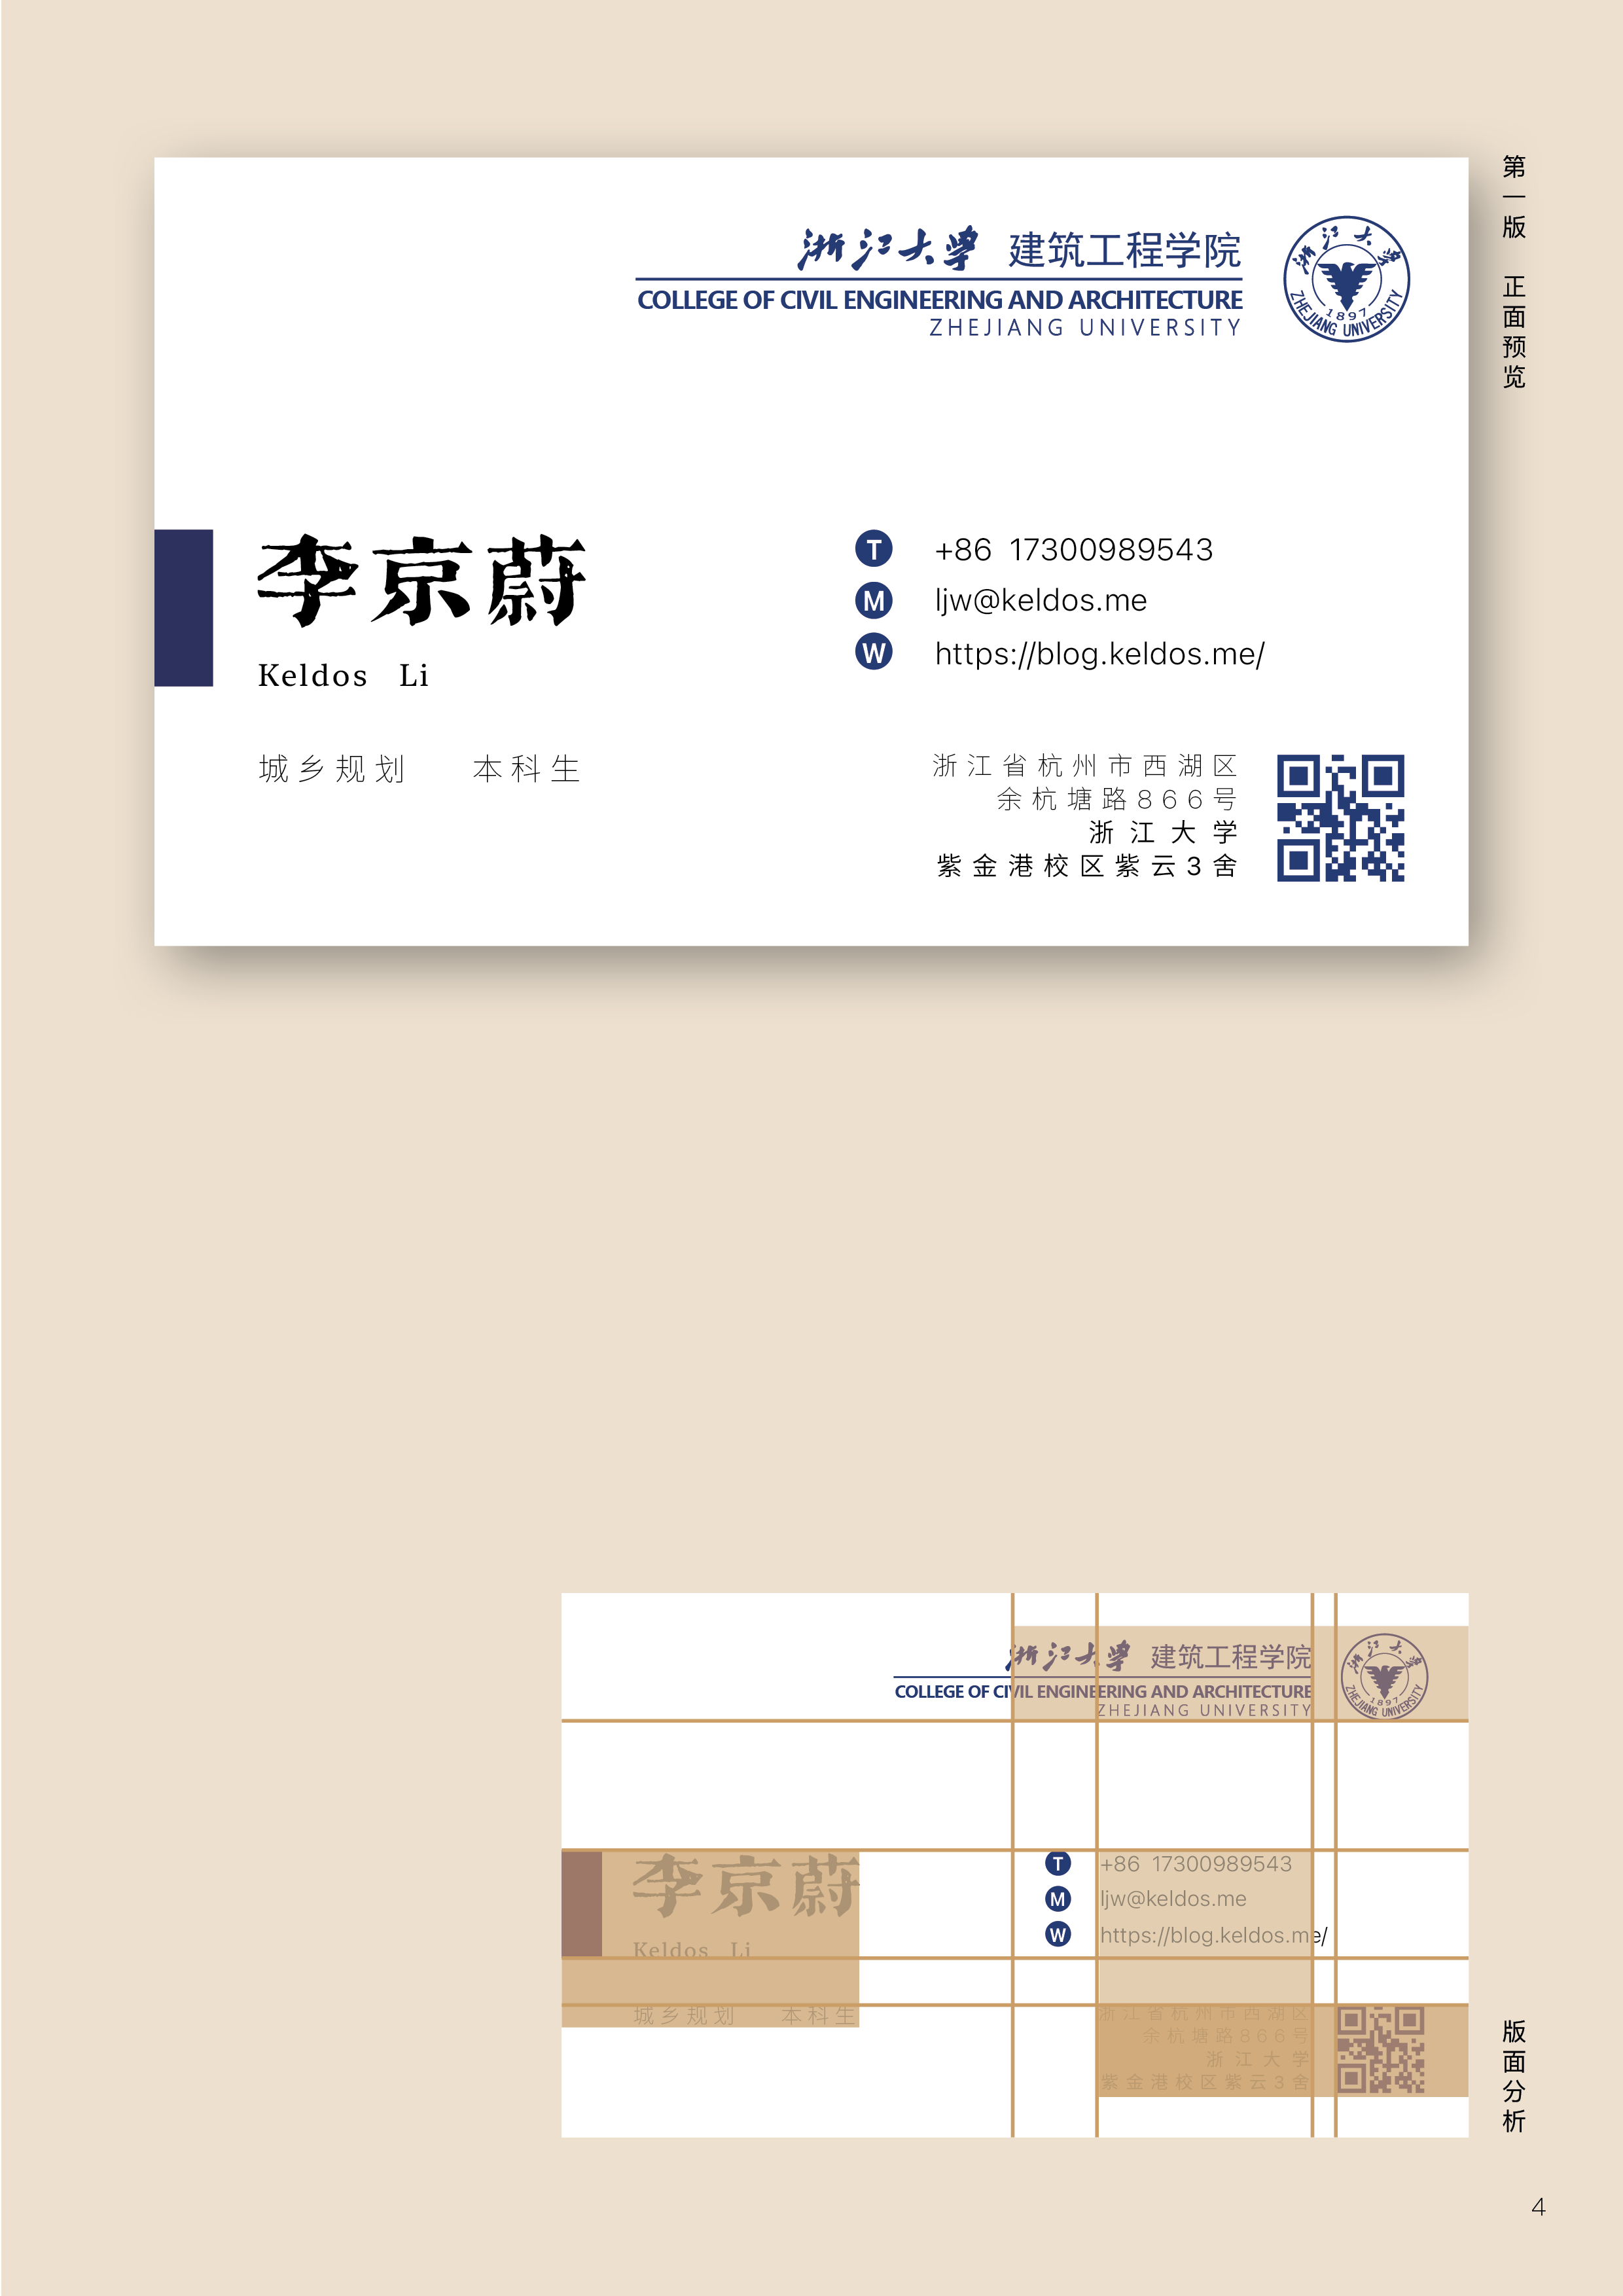 第一版 正面预览
浙江大学 建筑工程学院
COLLEGE OF CIVIL ENGINEERING AND ARCHITECTURE
ZHEJIANG UNIVERSITY
浙江大学
1897
ZHEJIANG UNIVERSITY
李京蔚
Keldos Li
城乡规划 本科生
T +86 17300989543
M ljw@keldos.me
W https://blog.keldos.me/
浙江省杭州市西湖区
余杭塘路866号
浙江大学
紫金港校区紫云3舍
浙江大学 建筑工程学院
COLLEGE OF CIVIL ENGINEERING AND ARCHITECTURE
ZHEJIANG UNIVERSITY
浙江大学
1897
ZHEJIANG UNIVERSITY
李京蔚
Keldos Li
城乡规划 本科生
T +86 17300989543
M ljw@keldos.me
W https://blog.keldos.me/
浙江省杭州市西湖区
余杭塘路866号
浙江大学
紫金港校区紫云3舍
版面分析
4